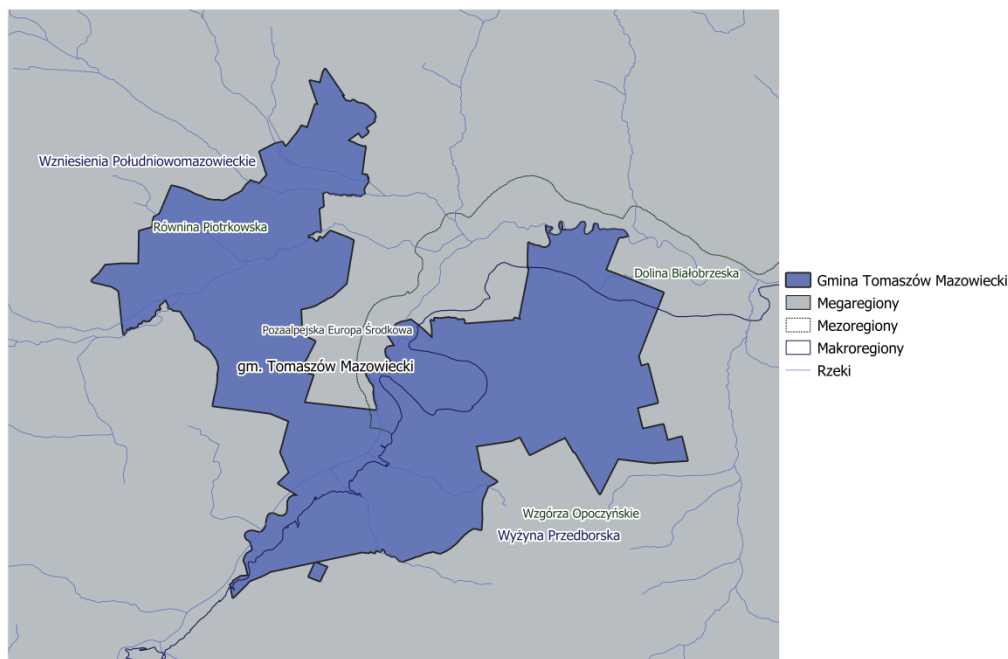 Wzniesienia Południowomazowieckie
Równina Piotrkowska
Dolina Białobrzeska
Pozaalpejska Europa Środkowa
gm. Tomaszów Mazowiecki
Wzgórza Opoczyńskie
Wyżyna Przedborska
Gmina Tomaszów Mazowiecki
Megaregiony
Mezoregiony
Makroregiony
Rzeki